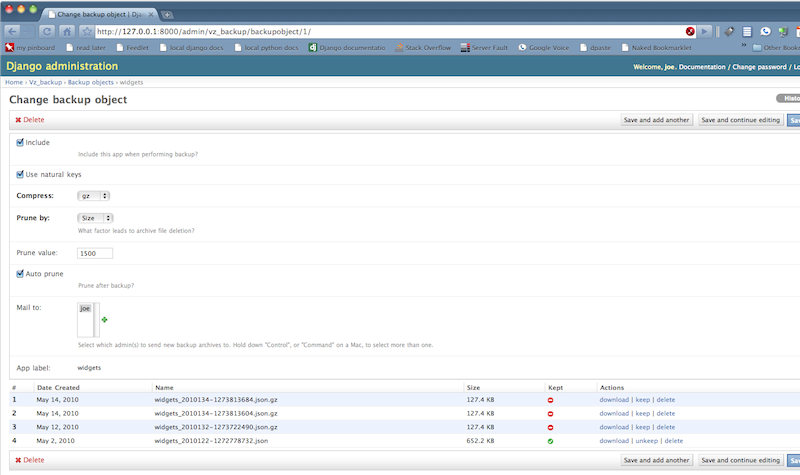 Change backup object | Dj
http://127.0.0.1:8000/admin/vz_backup/backupobject/1/
my pinboard read later Feedlet local django docs local python docs Django documentatio Stack Overflow Server Fault Google Voice dpaste Naked Bookmarklet » Other Book
Django administration
Welcome, joe. Documentation / Change password / Lo
Home › Vz_backup › Backup objects › widgets
Change backup object
Histo
Delete Save and add another Save and continue editing Sav
Include
Include this app when performing backup?
Use natural keys
Compress: gz
Prune by: Size
What factor leads to archive file deletion?
Prune value: 1500
Auto prune
Prune after backup?
Mail to: joe
Select which admin(s) to send new backup archives to. Hold down "Control", or "Command" on a Mac, to select more than one.
App label: widgets
# Date Created Name Size Kept Actions
1 May 14, 2010 widgets_2010134-1273813684.json.gz 127.4 KB download | keep | delete
2 May 14, 2010 widgets_2010134-1273813604.json.gz 127.4 KB download | keep | delete
3 May 12, 2010 widgets_2010132-1273722490.json.gz 127.4 KB download | keep | delete
4 May 2, 2010 widgets_2010122-1272778732.json 652.2 KB download | unkeep | delete
Delete Save and add another Save and continue editing Sav